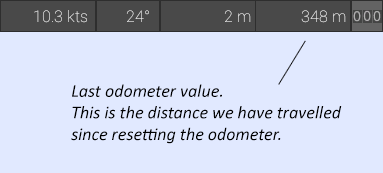 10.3 kts 24° 2 m 348 m 000
Last odometer value.
This is the distance we have travelled
since resetting the odometer.